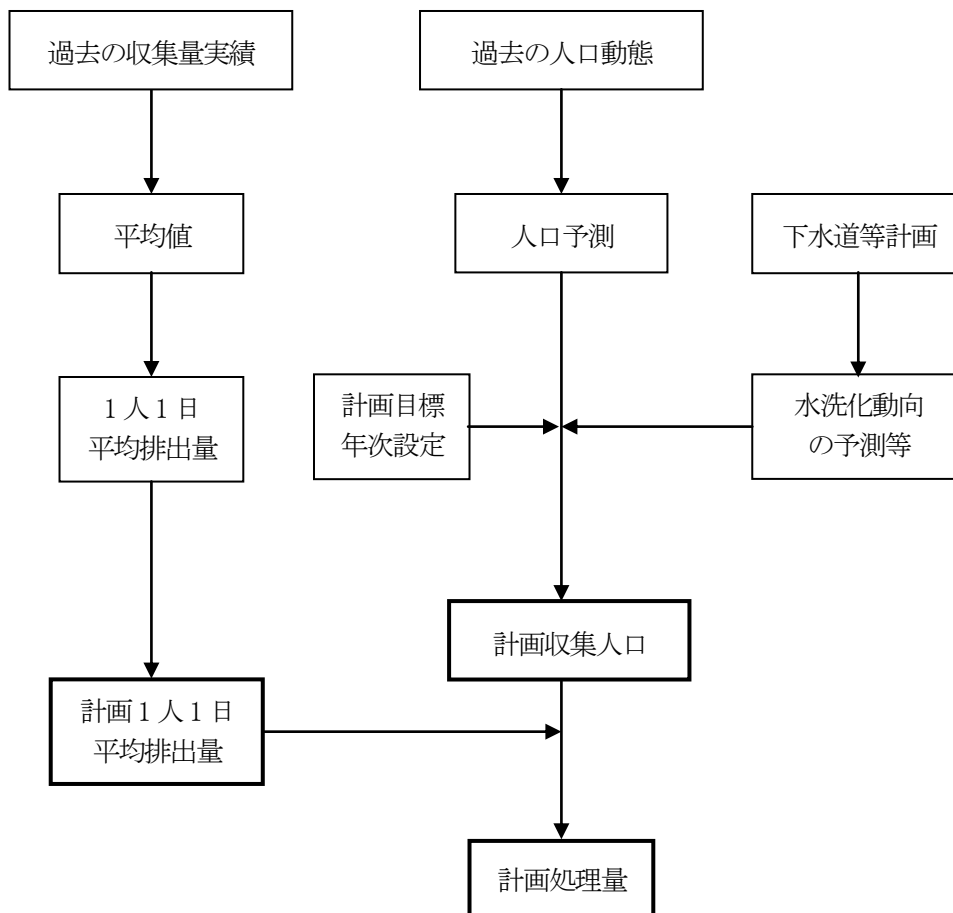 過去の収集量実績
過去の人口動態
平均値
人口予測
下水道等計画
１人１日
平均排出量
計画目標
年次設定
水洗化動向
の予測等
計画収集人口
計画１人１日
平均排出量
計画処理量